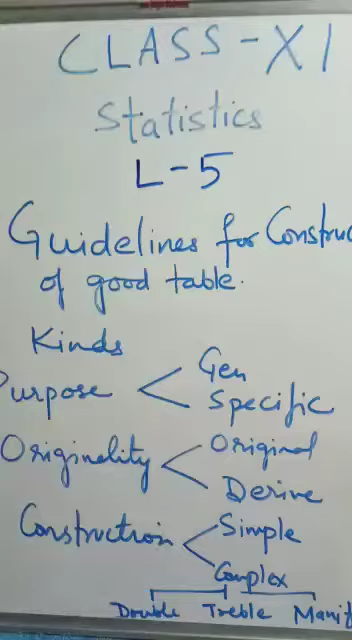 CLASS-XI
Statistics
L-5
Guidelines for Construc
of good table.
Kinds
Purpose < Gen
Specific
Originality < Original
Derive
Construction < Simple
Complex
Double Treble Manif